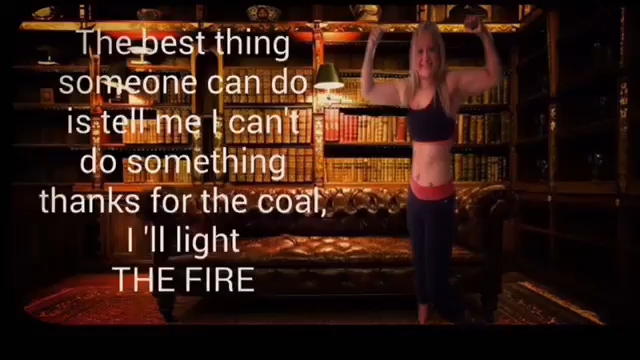 The best thing
someone can do
is tell me I can't
do something
thanks for the coal,
I 'll light
THE FIRE